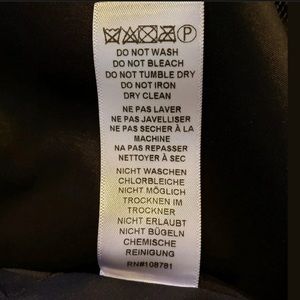 P
DO NOT WASH
DO NOT BLEACH
DO NOT TUMBLE DRY
DO NOT IRON
DRY CLEAN
NE PAS LAVER
NE PAS JAVELLISER
NE PAS SECHER À LA
MACHINE
NA PAS REPASSER
NETTOYER À SEC
NICHT WASCHEN
CHLORBLEICHE
NICHT MÖGLICH
TROCKNEN IM
TROCKNER
NICHT ERLAUBT
NICHT BÜGELN
CHEMISCHE
REINIGUNG
RN#108781